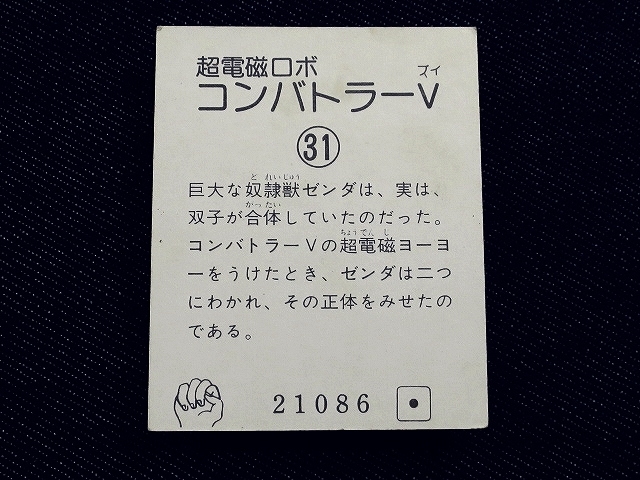 超電磁ロボ
ブイ
コンバトラーV
31
どれいじゅう
巨大な奴隷獣ゼンダは、実は、
がったい
双子が合体していたのだった。
ちょうでんじ
コンバトラーVの超電磁ヨーヨ
ーをうけたとき、ゼンダは二つ
にわかれ、その正体をみせたの
である。
21086